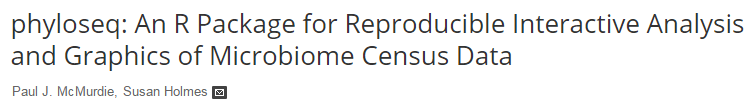 phyloseq: An R Package for Reproducible Interactive Analysis
and Graphics of Microbiome Census Data
Paul J. McMurdie, Susan Holmes